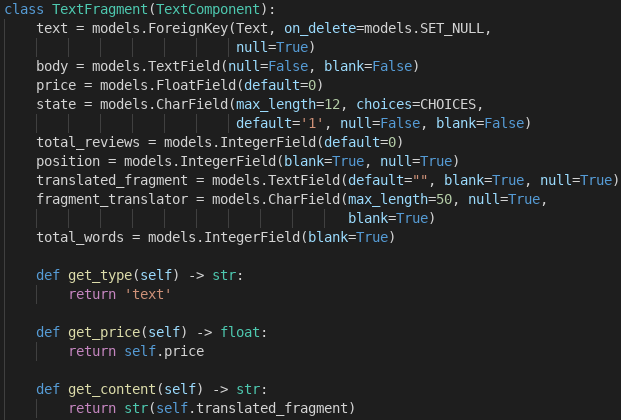 class TextFragment(TextComponent):
    text = models.ForeignKey(Text, on_delete=models.SET_NULL,
                             null=True)
    body = models.TextField(null=False, blank=False)
    price = models.FloatField(default=0)
    state = models.CharField(max_length=12, choices=CHOICES,
                             default='1', null=False, blank=False)
    total_reviews = models.IntegerField(default=0)
    position = models.IntegerField(blank=True, null=True)
    translated_fragment = models.TextField(default="", blank=True, null=True)
    fragment_translator = models.CharField(max_length=50, null=True,
                                           blank=True)
    total_words = models.IntegerField(blank=True)

    def get_type(self) -> str:
        return 'text'

    def get_price(self) -> float:
        return self.price

    def get_content(self) -> str:
        return str(self.translated_fragment)